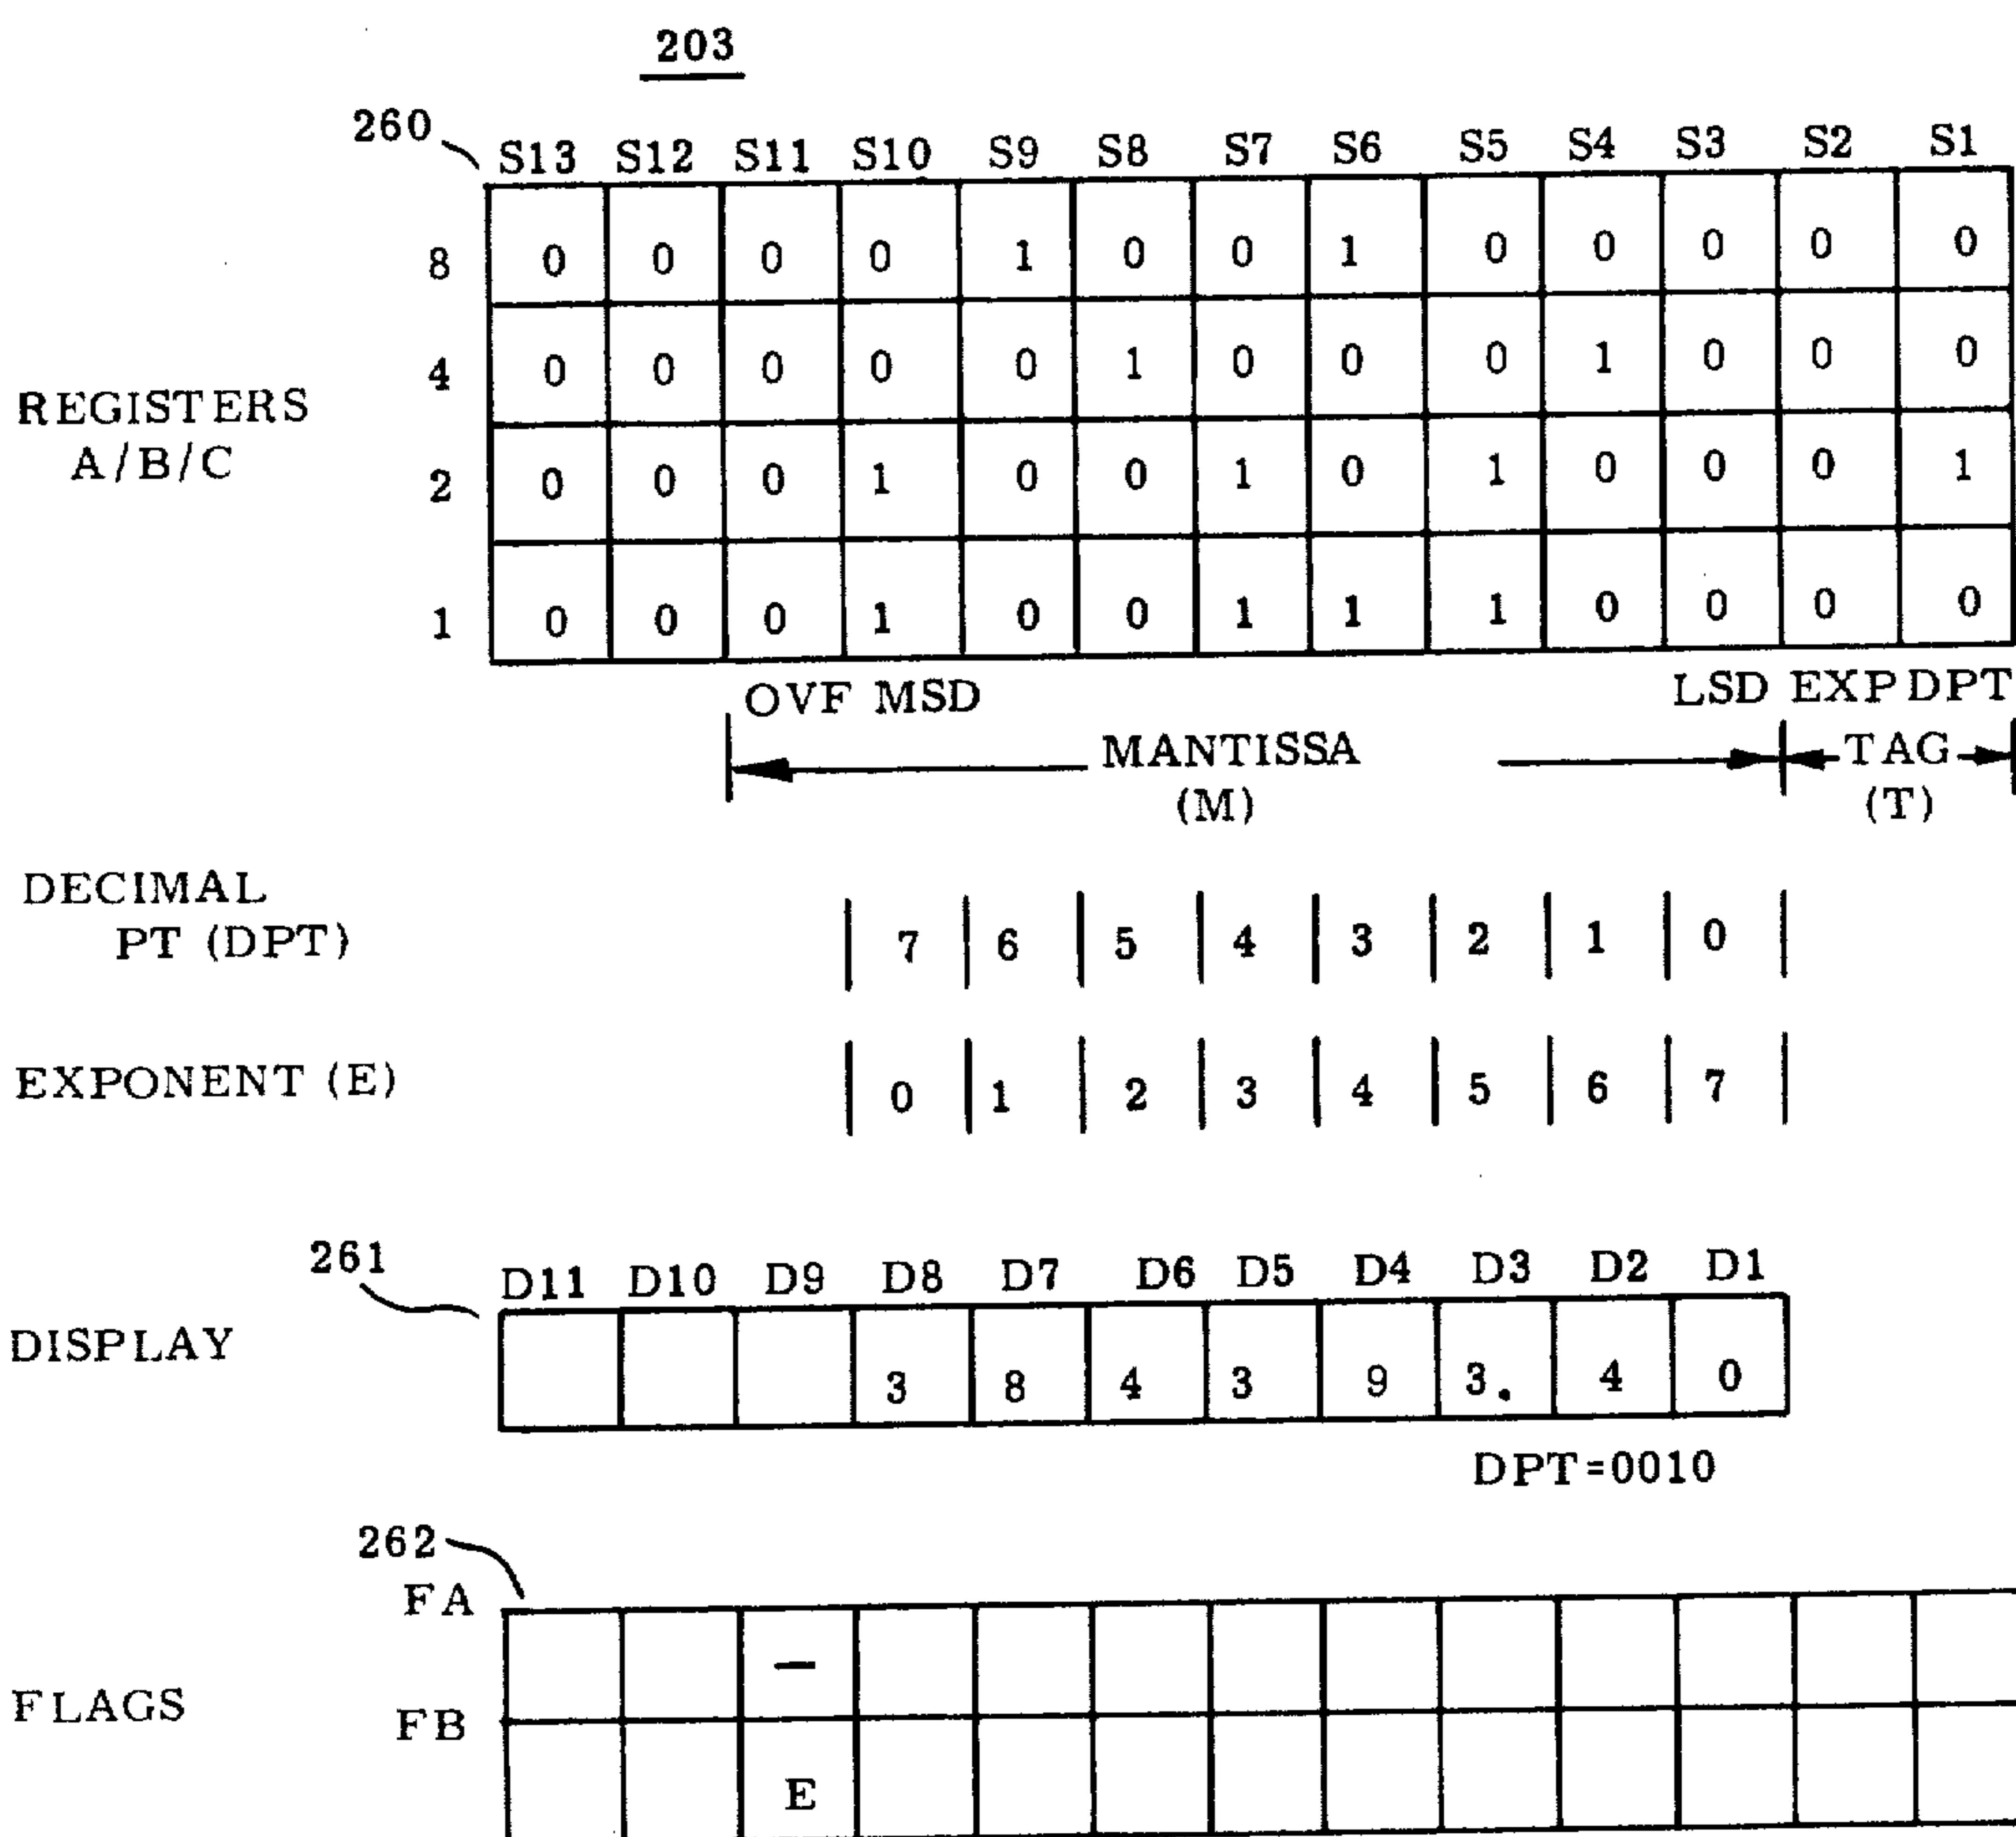 203
260
S13 S12 S11 S10 S9 S8 S7 S6 S5 S4 S3 S2 S1
8 0 0 0 0 1 0 0 1 0 0 0 0 0
4 0 0 0 0 0 1 0 0 0 1 0 0 0
REGISTERS
A/B/C
2 0 0 0 1 0 0 1 0 1 0 0 0 1
1 0 0 0 1 0 0 1 1 1 0 0 0 0
OVF MSD LSD EXP DPT
MANTISSA TAG
(M) (T)
DECIMAL
PT (DPT) 7 6 5 4 3 2 1 0
EXPONENT (E) 0 1 2 3 4 5 6 7
261
D11 D10 D9 D8 D7 D6 D5 D4 D3 D2 D1
DISPLAY 3 8 4 3 9 3. 4 0
DPT=0010
262
FA
–
FLAGS
FB
E